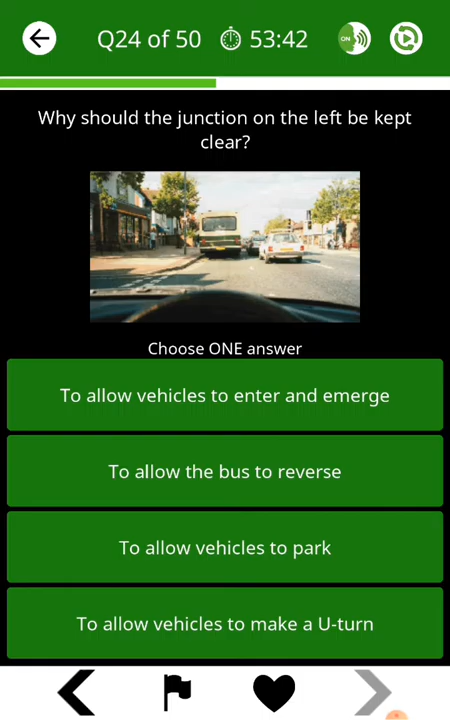 Q24 of 50 53:42
ON
Why should the junction on the left be kept
clear?
Choose ONE answer
To allow vehicles to enter and emerge
To allow the bus to reverse
To allow vehicles to park
To allow vehicles to make a U-turn